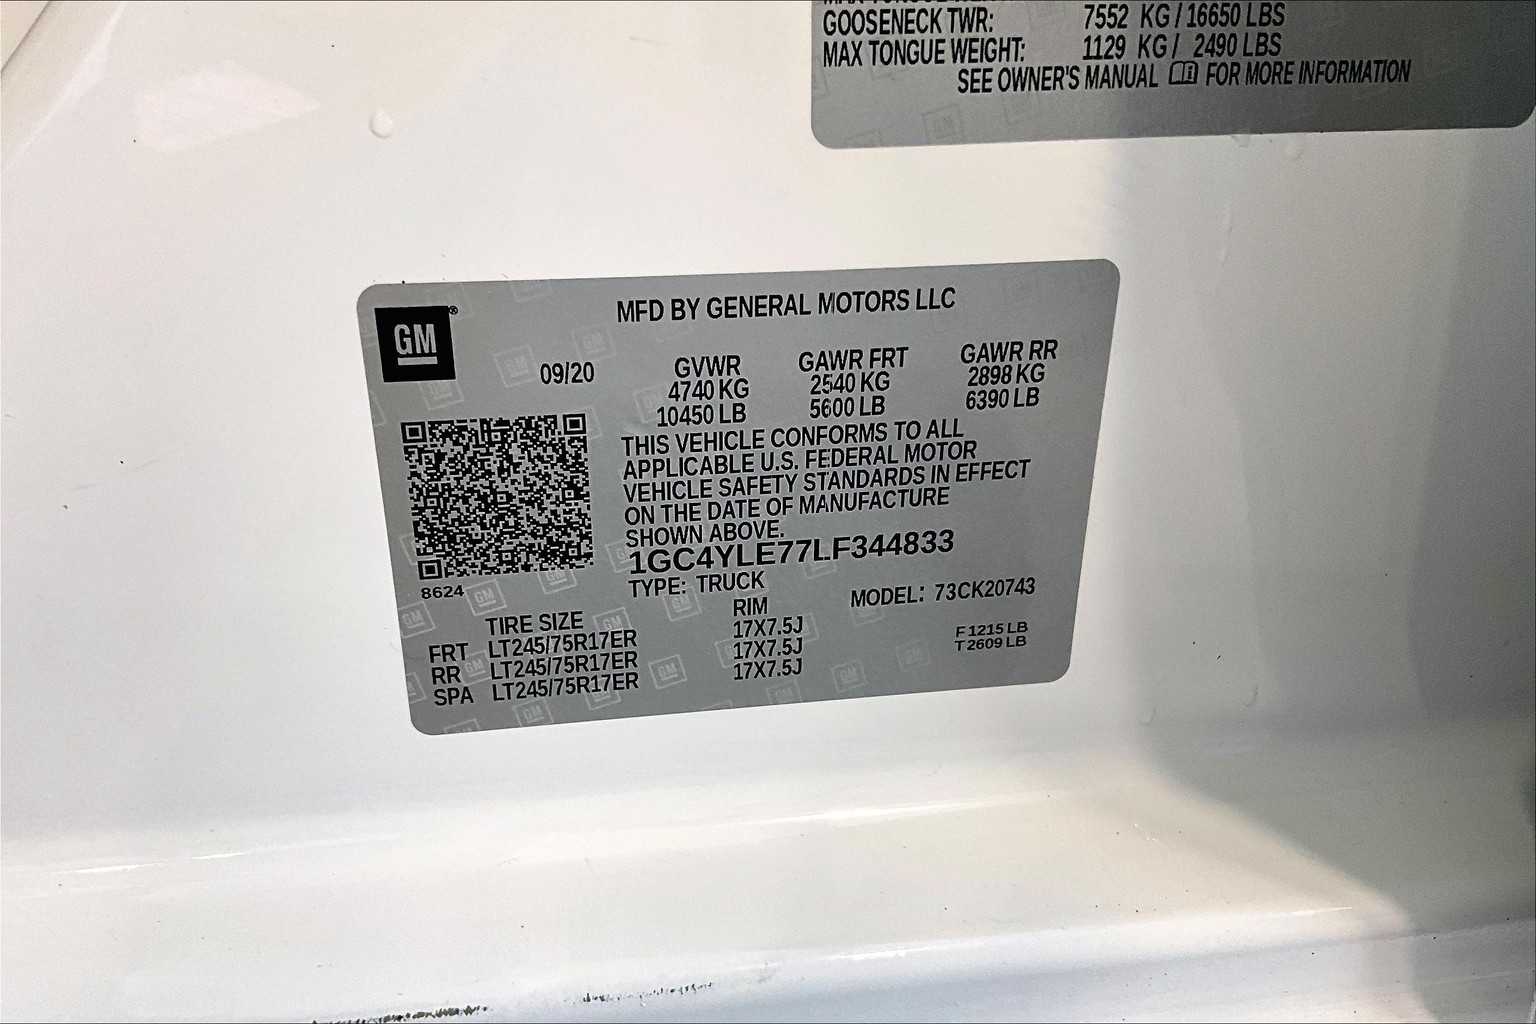 GOOSENECK TWR: 7552 KG / 16650 LBS
MAX TONGUE WEIGHT: 1129 KG / 2490 LBS
SEE OWNER'S MANUAL FOR MORE INFORMATION
GM®
MFD BY GENERAL MOTORS LLC
09/20 GVWR GAWR FRT GAWR RR
4740 KG 2540 KG 2898 KG
10450 LB 5600 LB 6390 LB
THIS VEHICLE CONFORMS TO ALL
APPLICABLE U.S. FEDERAL MOTOR
VEHICLE SAFETY STANDARDS IN EFFECT
ON THE DATE OF MANUFACTURE
SHOWN ABOVE.
1GC4YLE77LF344833
8624
TYPE: TRUCK MODEL: 73CK20743
TIRE SIZE RIM
FRT LT245/75R17ER 17X7.5J
RR LT245/75R17ER 17X7.5J
SPA LT245/75R17ER 17X7.5J
F 1215 LB
T 2609 LB